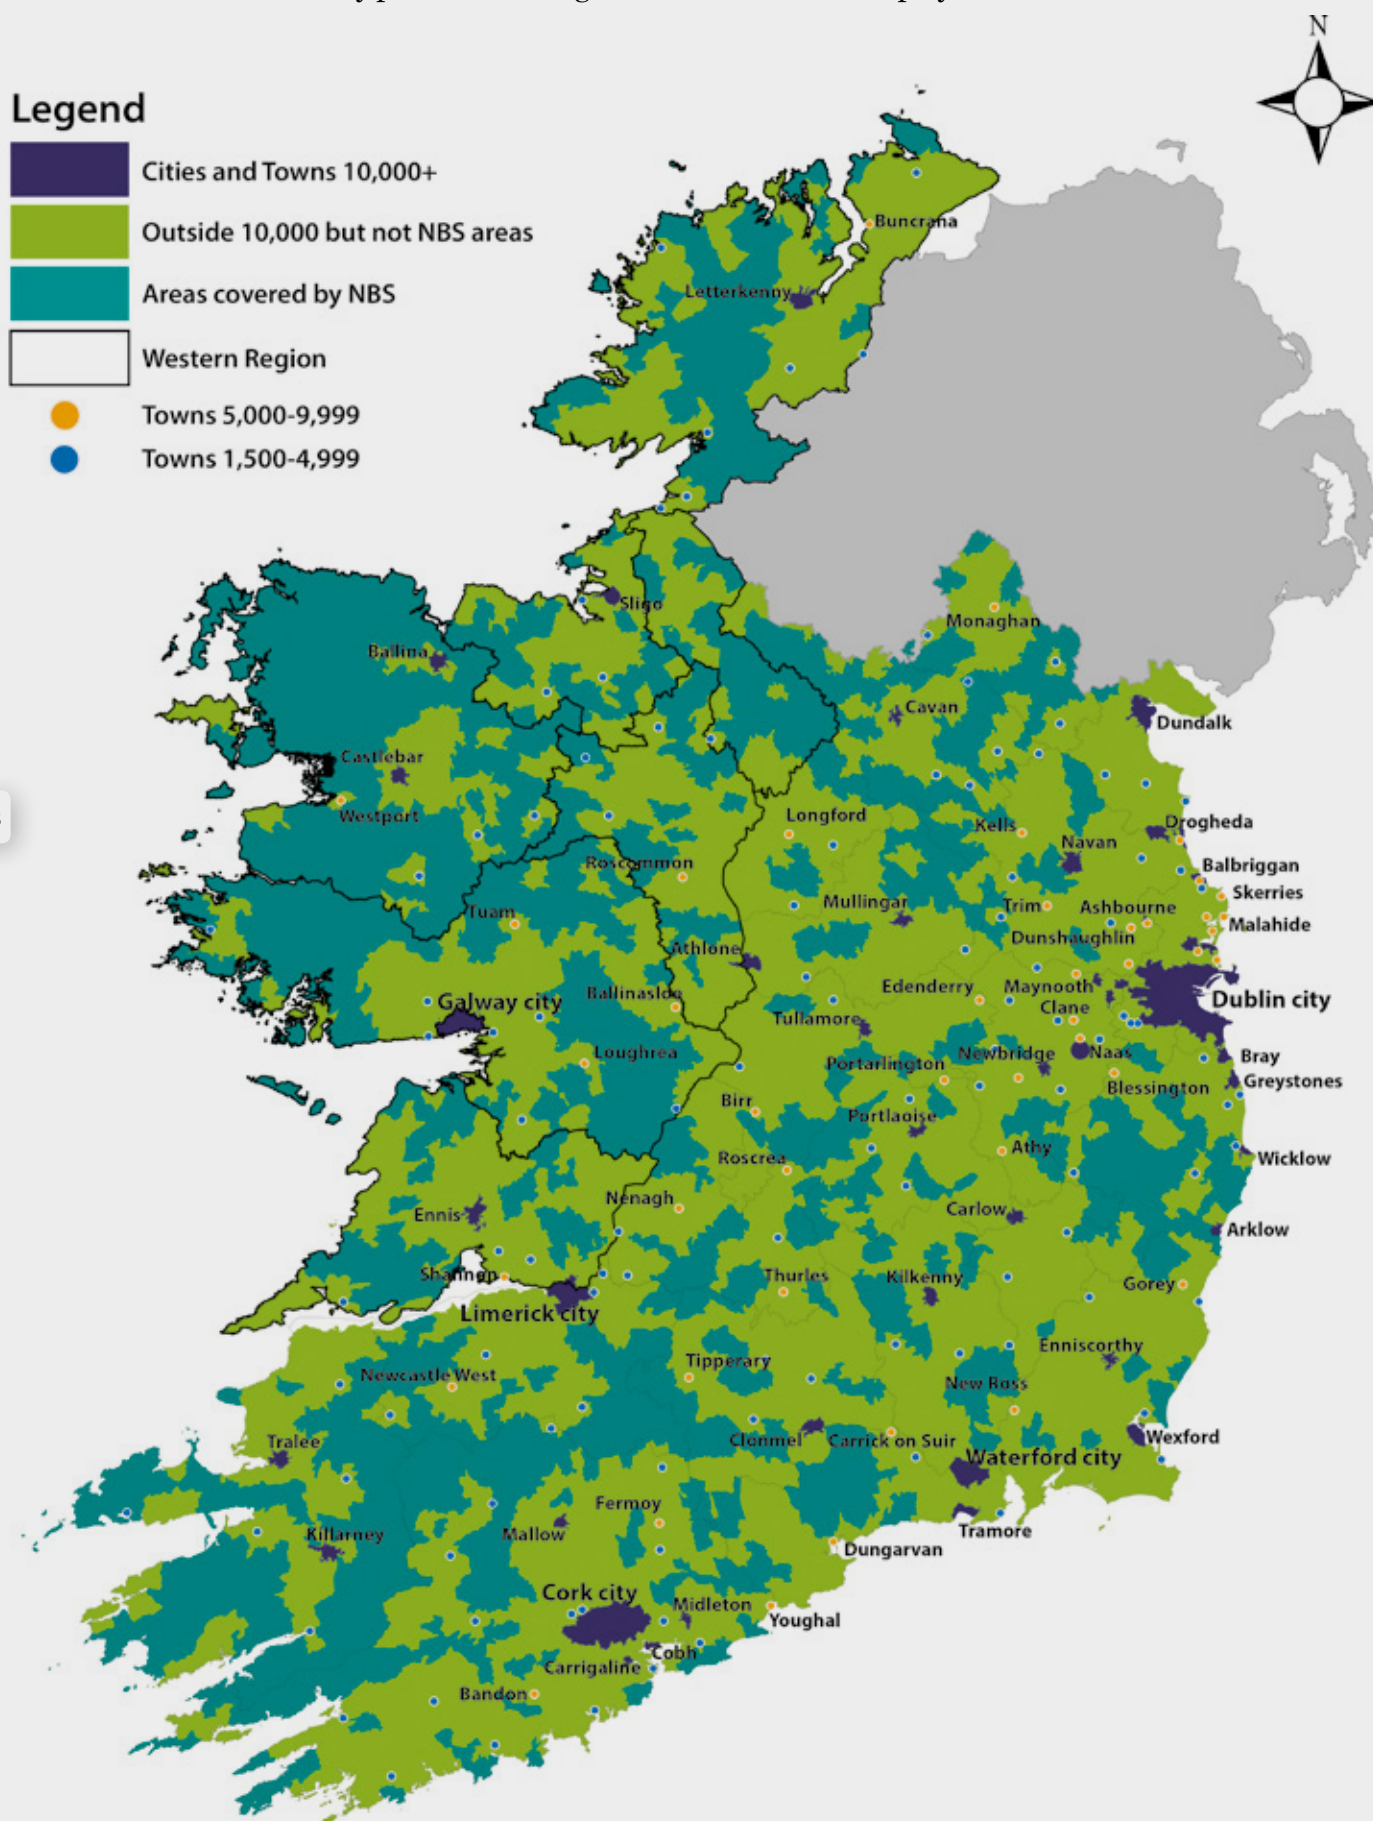 N
Legend
Cities and Towns 10,000+
Outside 10,000 but not NBS areas
Areas covered by NBS
Western Region
Towns 5,000-9,999
Towns 1,500-4,999
Buncrana
Letterkenny
Sligo
Monaghan
Ballina
Cavan
Dundalk
Castlebar
Westport
Longford
Kells
Drogheda
Navan
Roscommon
Balbriggan
Skerries
Mullingar
Trim
Ashbourne
Tuam
Malahide
Dunshaughlin
Athlone
Edenderry
Maynooth
Ballinasloe
Galway city
Clane
Dublin city
Tullamore
Loughrea
Newbridge
Naas
Bray
Portarlington
Greystones
Blessington
Birr
Portlaoise
Athy
Roscrea
Wicklow
Nenagh
Carlow
Ennis
Arklow
Shannon
Thurles
Kilkenny
Gorey
Limerick city
Enniscorthy
Tipperary
Newcastle West
New Ross
Tralee
Clonmel
Carrick on Suir
Wexford
Waterford city
Fermoy
Killarney
Mallow
Tramore
Dungarvan
Cork city
Midleton
Youghal
Cobh
Carrigaline
Bandon